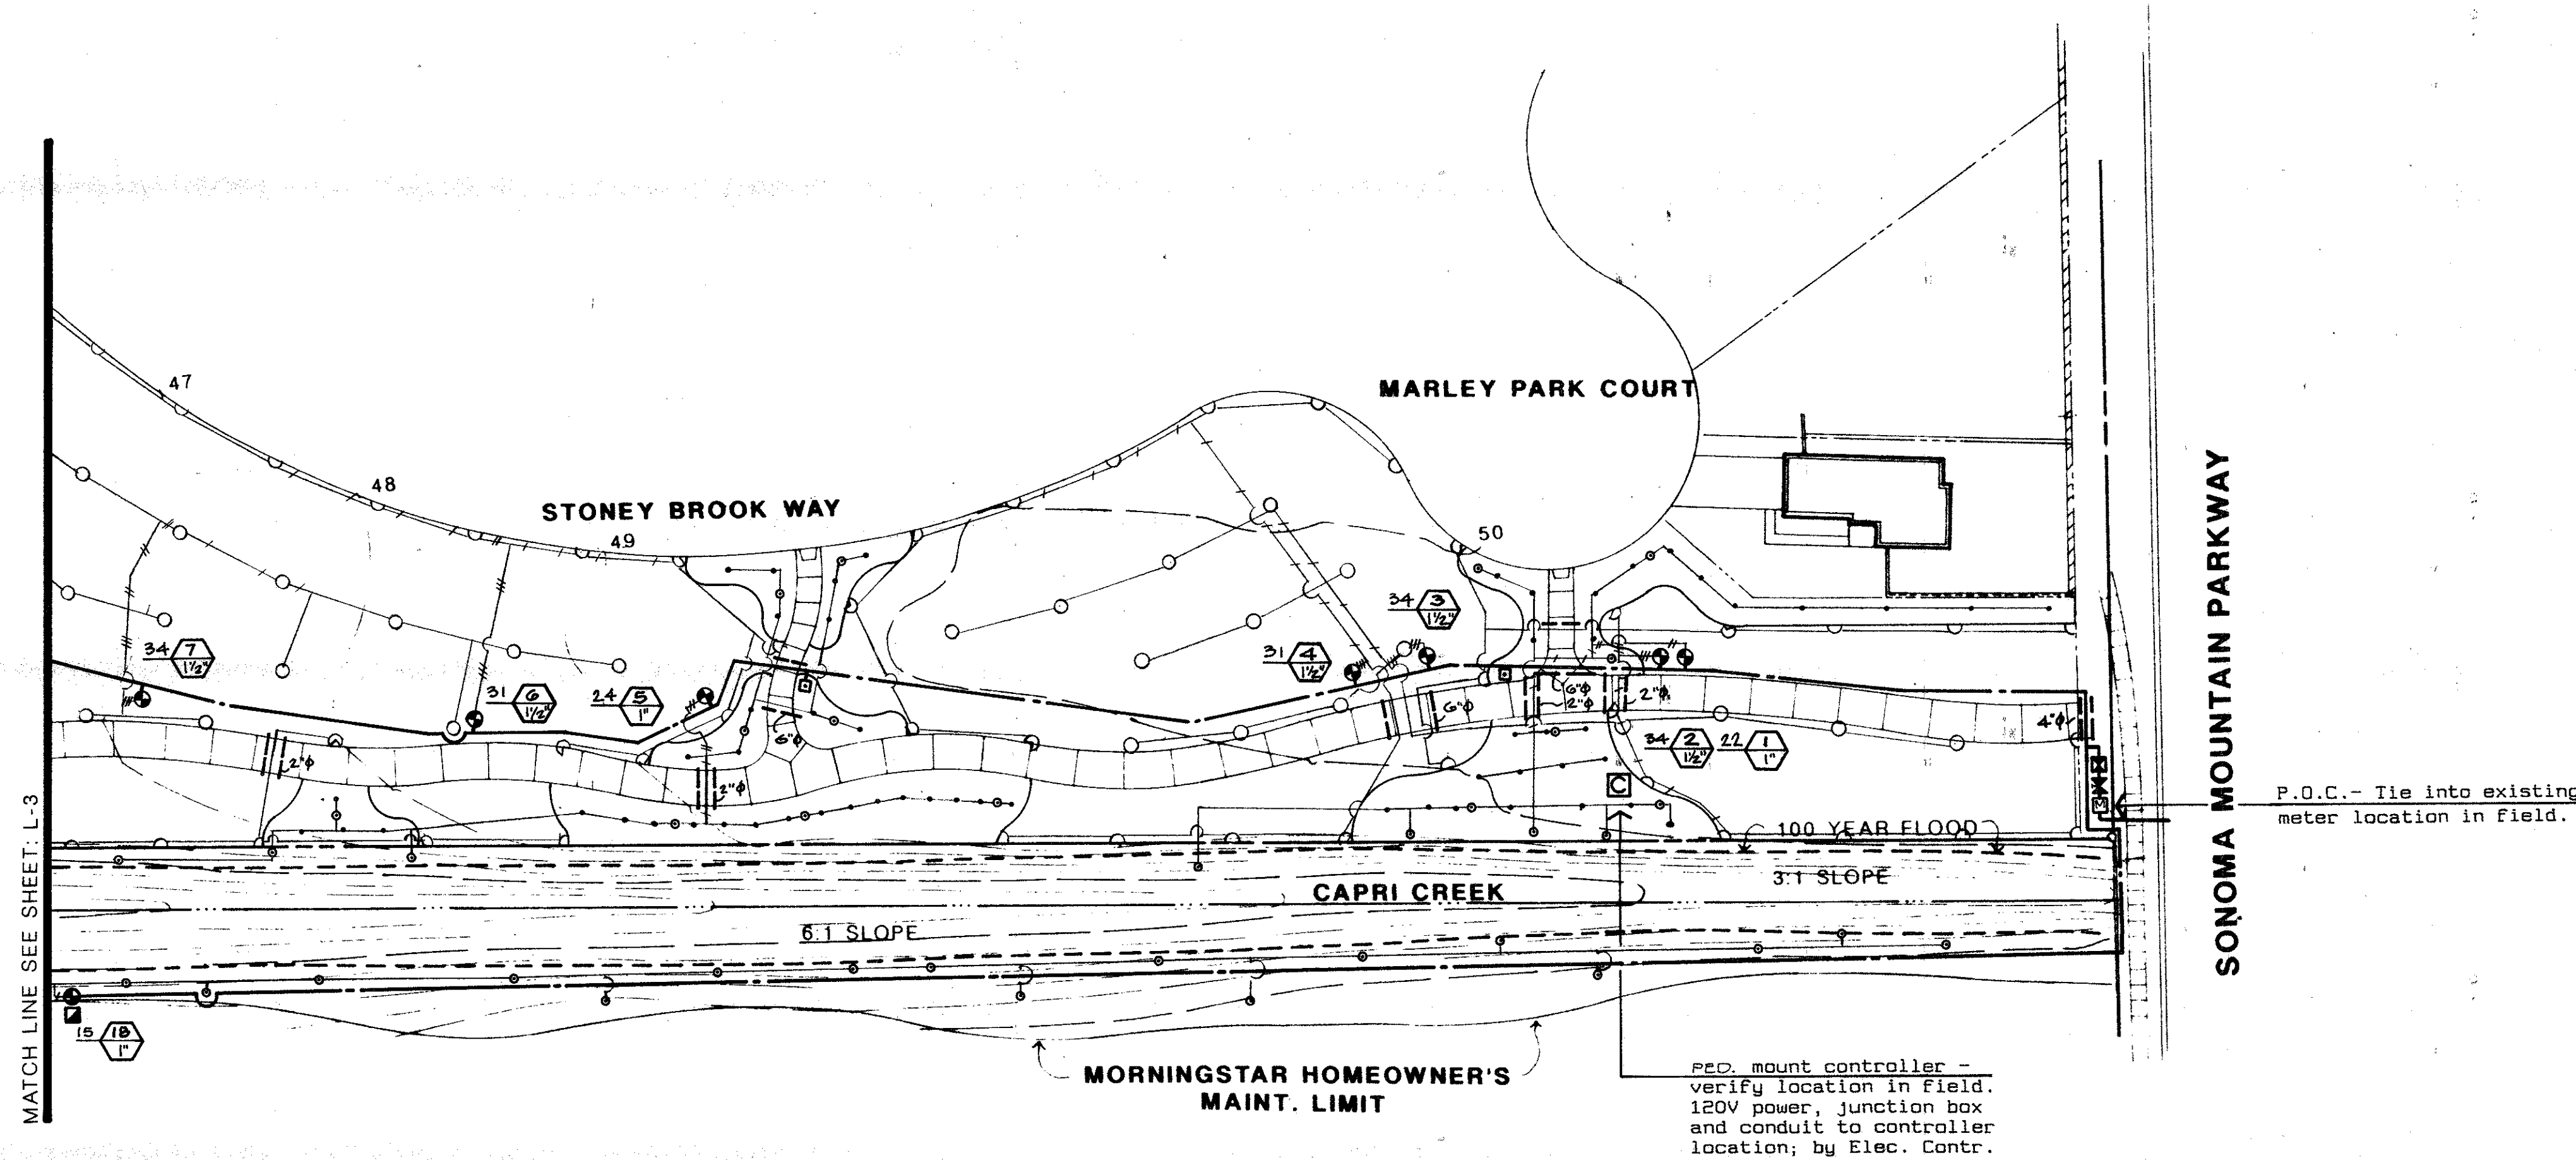 MARLEY PARK COURT
47
48
STONEY BROOK WAY
49
50
34 3
1½"
34 7
1½"
31 4
1½"
31 6
1½"
24 5
1"
6"ø
6"ø
2"ø
2"ø
4"ø
6"ø
2"ø
2"ø
34 2
1½"
22 1
1"
C
M
P.O.C.- Tie into existing
meter location in field.
SONOMA MOUNTAIN PARKWAY
100 YEAR FLOOD
3:1 SLOPE
CAPRI CREEK
6:1 SLOPE
MATCH LINE SEE SHEET: L-3
15 18
1"
MORNINGSTAR HOMEOWNER'S
MAINT. LIMIT
PED. mount controller -
verify location in field.
120V power, junction box
and conduit to controller
location; by Elec. Contr.